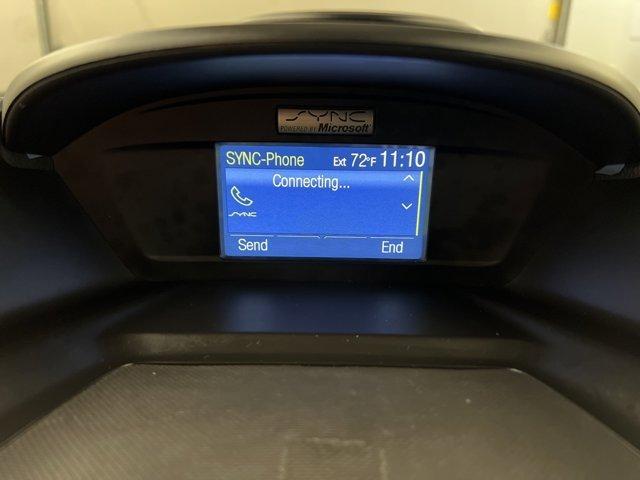 SYNC
POWERED BY Microsoft
SYNC-Phone Ext 72°F 11:10
Connecting...
SYNC
Send End